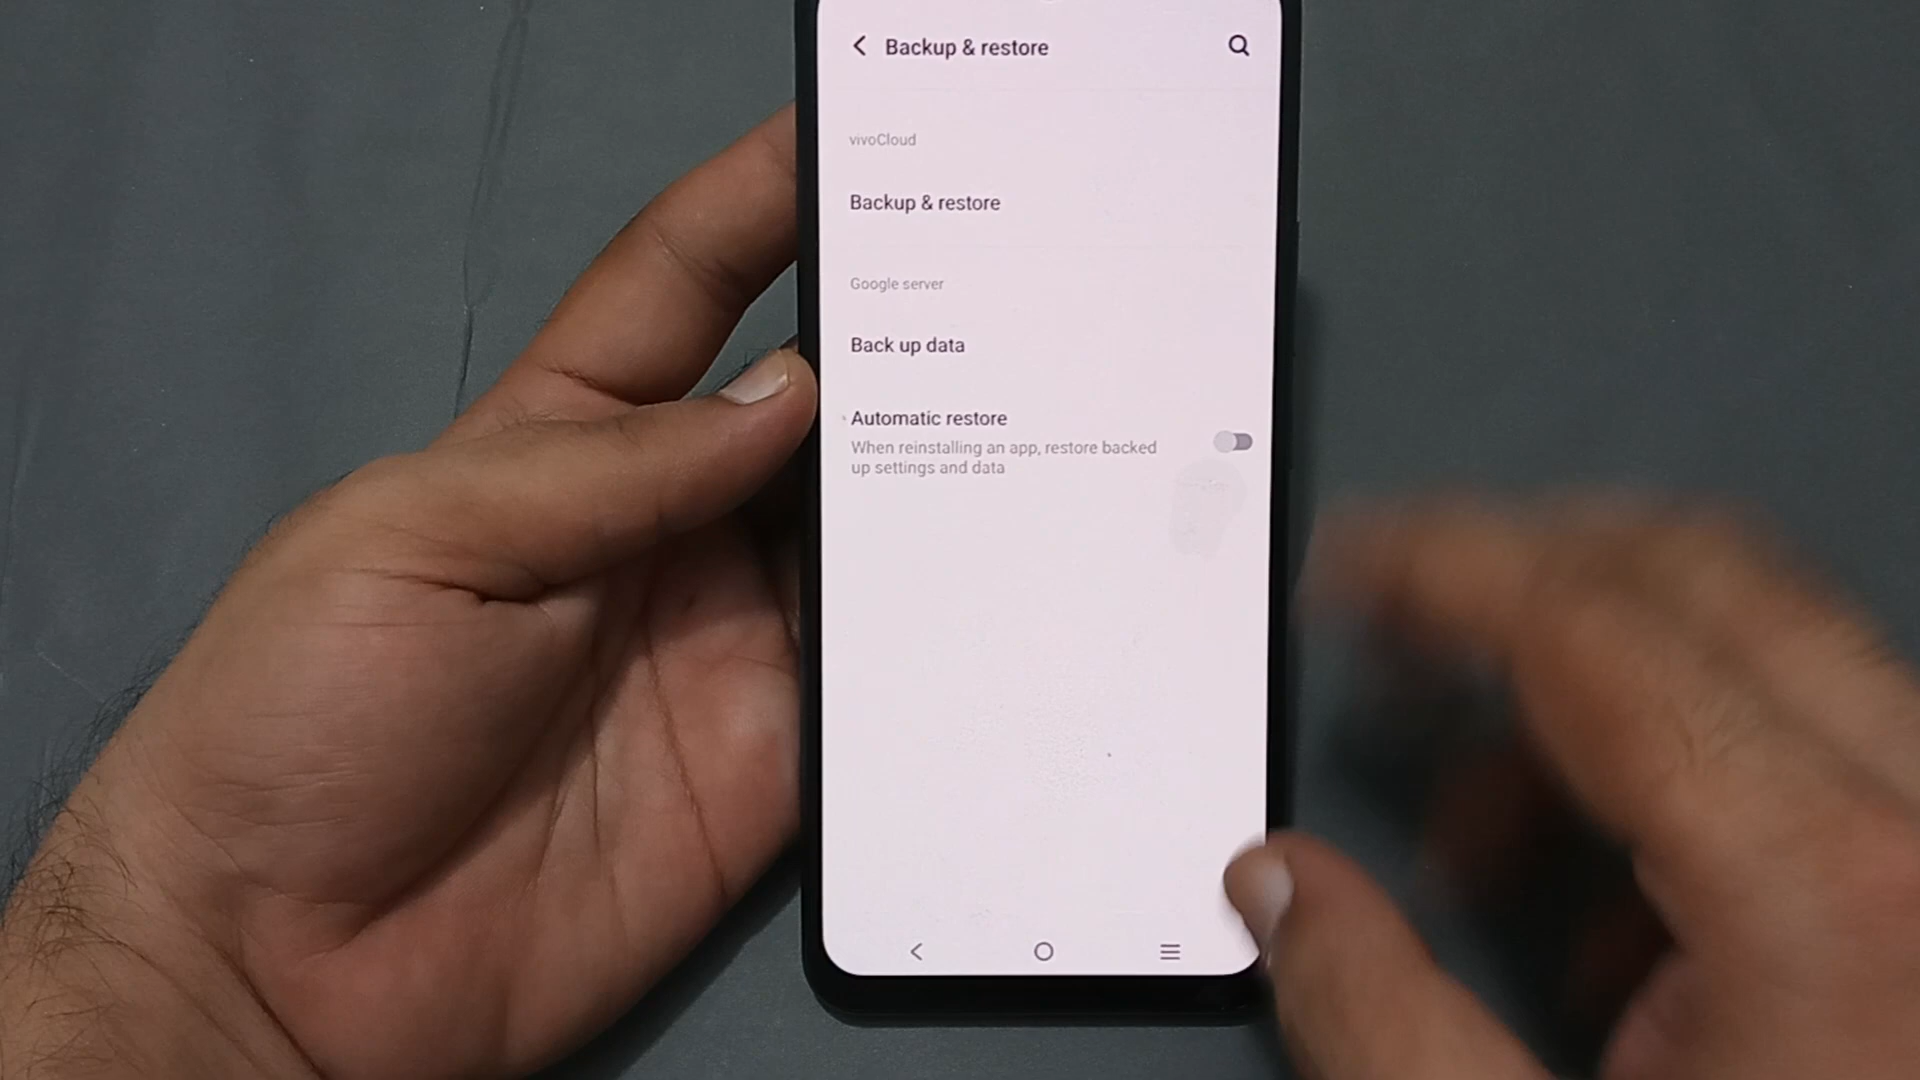 Backup & restore
vivoCloud
Backup & restore
Google server
Back up data
Automatic restore
When reinstalling an app, restore backed
up settings and data